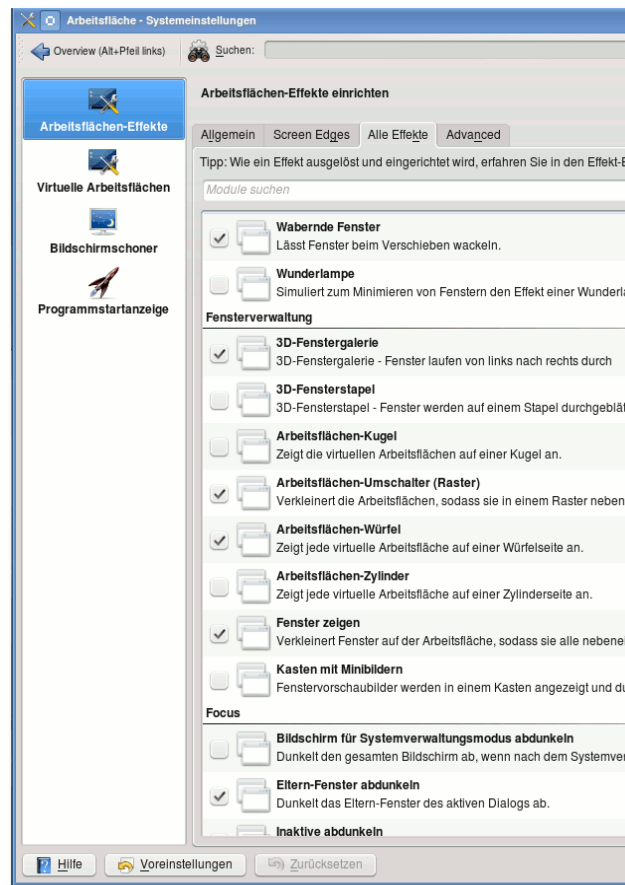 Arbeitsfläche - Systemeinstellungen
Overview (Alt+Pfeil links)
Suchen:
Arbeitsflächen-Effekte
Virtuelle Arbeitsflächen
Bildschirmschoner
Programmstartanzeige
Arbeitsflächen-Effekte einrichten
Allgemein Screen Edges Alle Effekte Advanced
Tipp: Wie ein Effekt ausgelöst und eingerichtet wird, erfahren Sie in den Effekt-E
Module suchen
Wabernde Fenster
Lässt Fenster beim Verschieben wackeln.
Wunderlampe
Simuliert zum Minimieren von Fenstern den Effekt einer Wunderla
Fensterverwaltung
3D-Fenstergalerie
3D-Fenstergalerie - Fenster laufen von links nach rechts durch
3D-Fensterstapel
3D-Fensterstapel - Fenster werden auf einem Stapel durchgeblät
Arbeitsflächen-Kugel
Zeigt die virtuellen Arbeitsflächen auf einer Kugel an.
Arbeitsflächen-Umschalter (Raster)
Verkleinert die Arbeitsflächen, sodass sie in einem Raster neben
Arbeitsflächen-Würfel
Zeigt jede virtuelle Arbeitsfläche auf einer Würfelseite an.
Arbeitsflächen-Zylinder
Zeigt jede virtuelle Arbeitsfläche auf einer Zylinderseite an.
Fenster zeigen
Verkleinert Fenster auf der Arbeitsfläche, sodass sie alle nebene
Kasten mit Minibildern
Fenstervorschaubilder werden in einem Kasten angezeigt und du
Focus
Bildschirm für Systemverwaltungsmodus abdunkeln
Dunkelt den gesamten Bildschirm ab, wenn nach dem Systemver
Eltern-Fenster abdunkeln
Dunkelt das Eltern-Fenster des aktiven Dialogs ab.
Inaktive abdunkeln
Hilfe Voreinstellungen Zurücksetzen